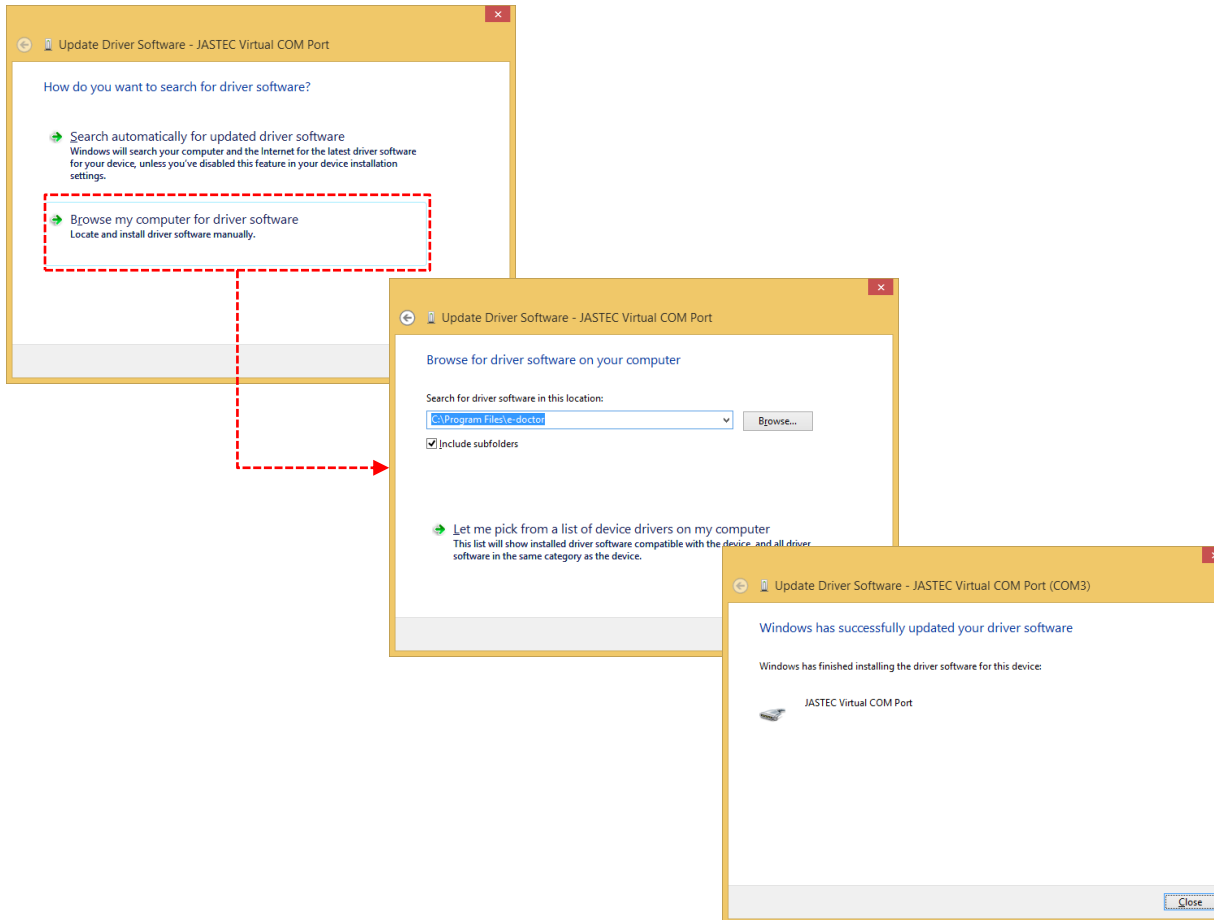 Update Driver Software - JASTEC Virtual COM Port
How do you want to search for driver software?
Search automatically for updated driver software
Windows will search your computer and the Internet for the latest driver software
for your device, unless you've disabled this feature in your device installation
settings.
Browse my computer for driver software
Locate and install driver software manually.
Update Driver Software - JASTEC Virtual COM Port
Browse for driver software on your computer
Search for driver software in this location:
C:\Program Files\e-doctor
Browse...
Include subfolders
Let me pick from a list of device drivers on my computer
This list will show installed driver software compatible with the device, and all driver
software in the same category as the device.
Update Driver Software - JASTEC Virtual COM Port (COM3)
Windows has successfully updated your driver software
Windows has finished installing the driver software for this device:
JASTEC Virtual COM Port
Close